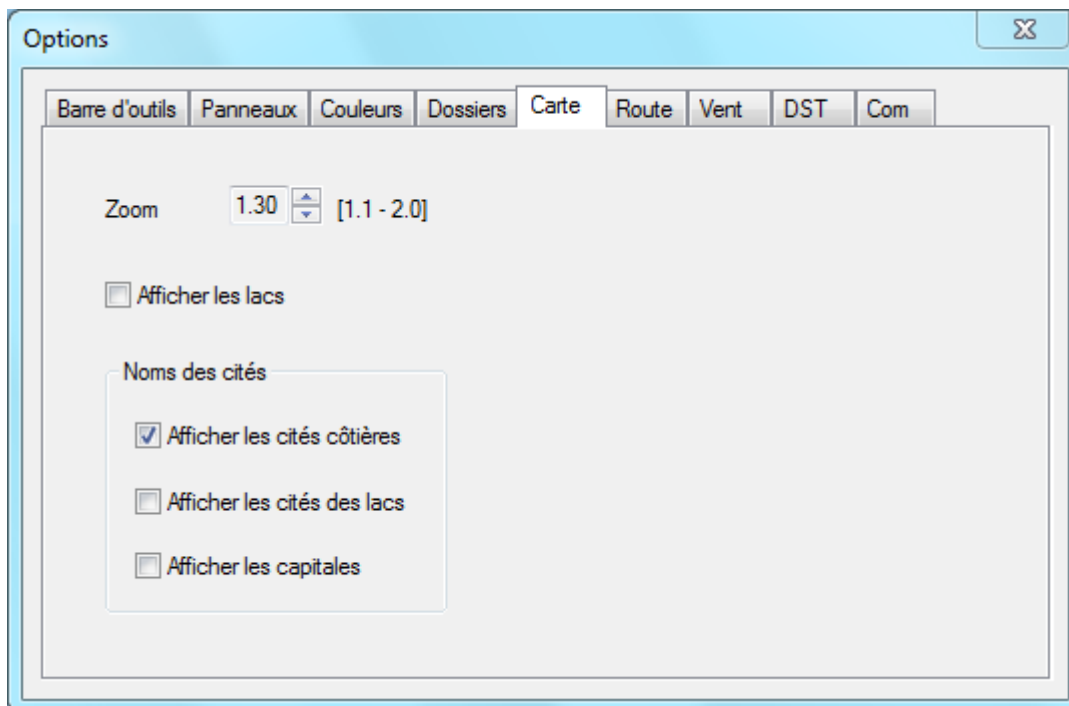 Options
Barre d'outils Panneaux Couleurs Dossiers Carte Route Vent DST Com
Zoom 1.30 [1.1 - 2.0]
Afficher les lacs
Noms des cités
Afficher les cités côtières
Afficher les cités des lacs
Afficher les capitales